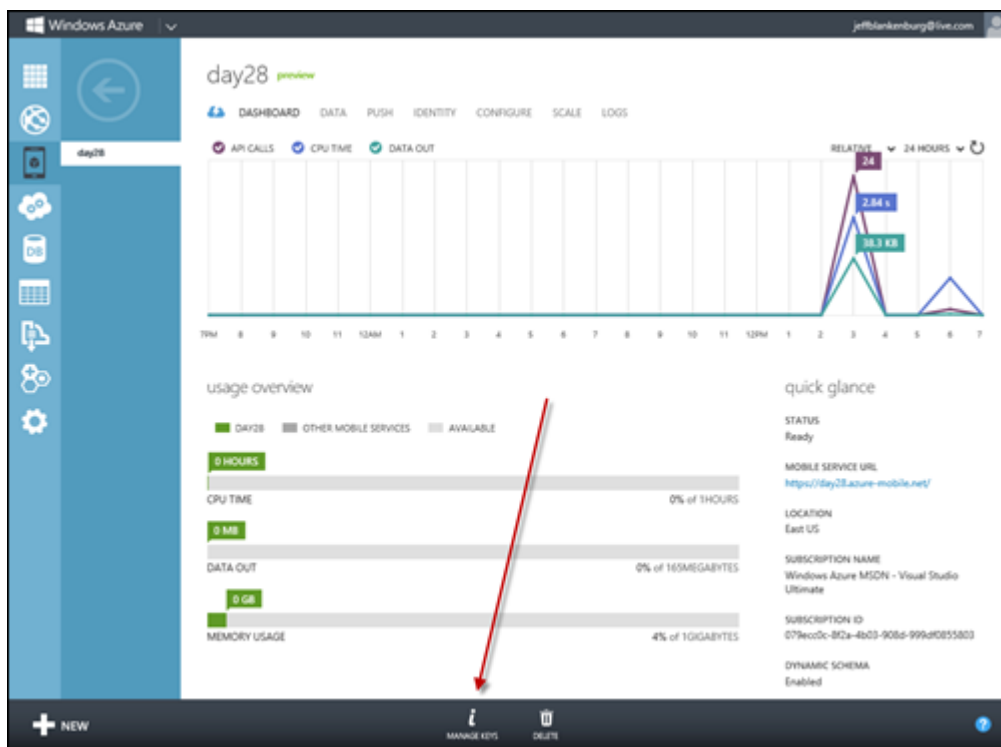 Windows Azure
jeffblankenburg@live.com
day28 preview
DASHBOARD DATA PUSH IDENTITY CONFIGURE SCALE LOGS
day28
API CALLS CPU TIME DATA OUT RELATIVE 24 HOURS
24
2.84 s
38.3 KB
7PM 8 9 10 11 12AM 1 2 3 4 5 6 7 8 9 10 11 12PM 1 2 3 4 5 6 7
DB
usage overview
DAY28 OTHER MOBILE SERVICES AVAILABLE
0 HOURS
CPU TIME 0% of 1HOURS
0 MB
DATA OUT 0% of 165MEGABYTES
0 GB
MEMORY USAGE 4% of 1GIGABYTES
quick glance
STATUS
Ready
MOBILE SERVICE URL
https://day28.azure-mobile.net/
LOCATION
East US
SUBSCRIPTION NAME
Windows Azure MSDN - Visual Studio
Ultimate
SUBSCRIPTION ID
079ecc0c-8f2a-4b03-908d-999df0855803
DYNAMIC SCHEMA
Enabled
NEW
MANAGE KEYS
DELETE
?